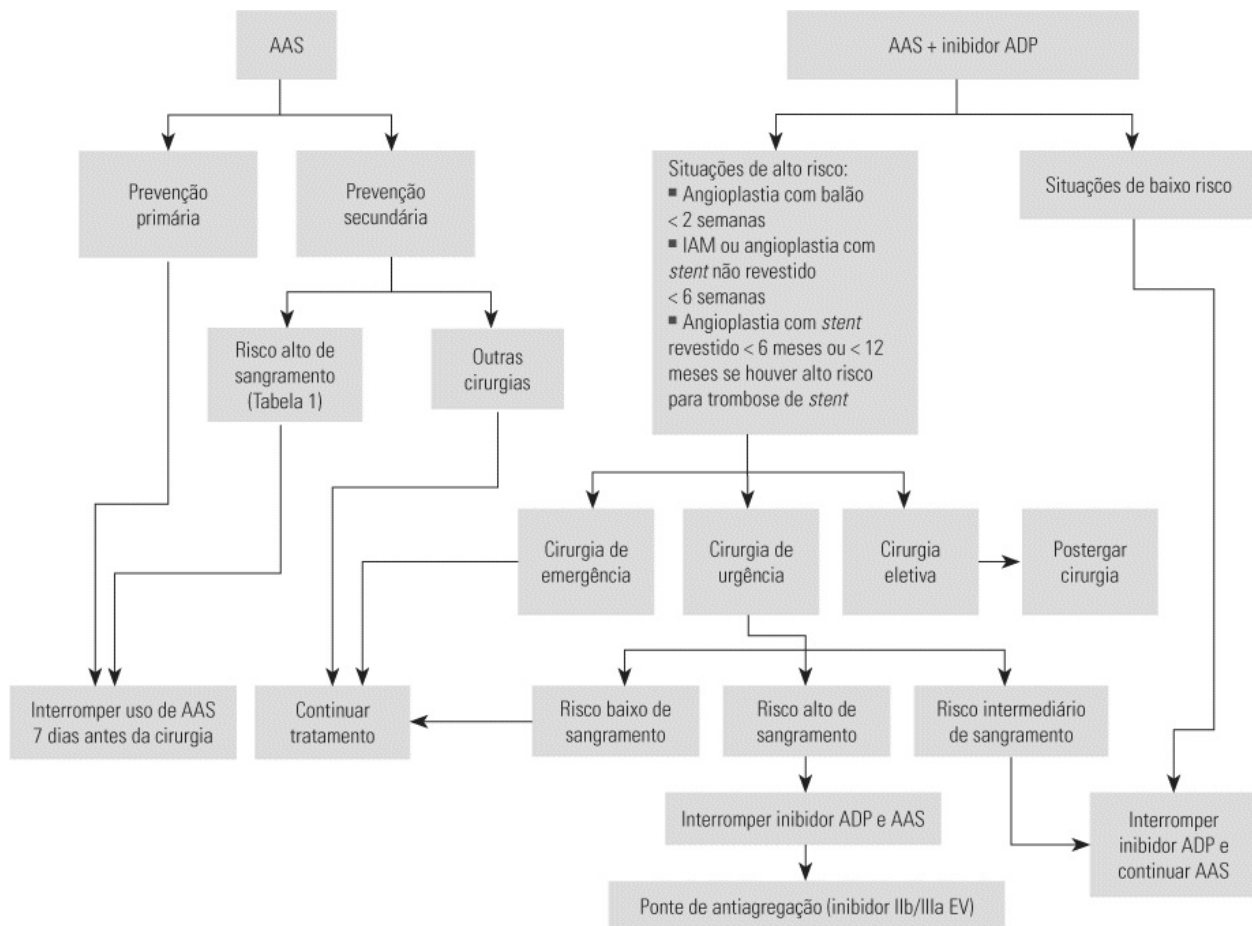 AAS
AAS + inibidor ADP
Prevenção
primária
Prevenção
secundária
Situações de alto risco:
■ Angioplastia com balão
< 2 semanas
■ IAM ou angioplastia com
stent não revestido
< 6 semanas
■ Angioplastia com stent
revestido < 6 meses ou < 12
meses se houver alto risco
para trombose de stent
Situações de baixo risco
Risco alto de
sangramento
(Tabela 1)
Outras
cirurgias
Cirurgia de
emergência
Cirurgia de
urgência
Cirurgia
eletiva
Postergar
cirurgia
Interromper uso de AAS
7 dias antes da cirurgia
Continuar
tratamento
Risco baixo de
sangramento
Risco alto de
sangramento
Risco intermediário
de sangramento
Interromper inibidor ADP e AAS
Interromper
inibidor ADP e
continuar AAS
Ponte de antiagregação (inibidor IIb/IIIa EV)